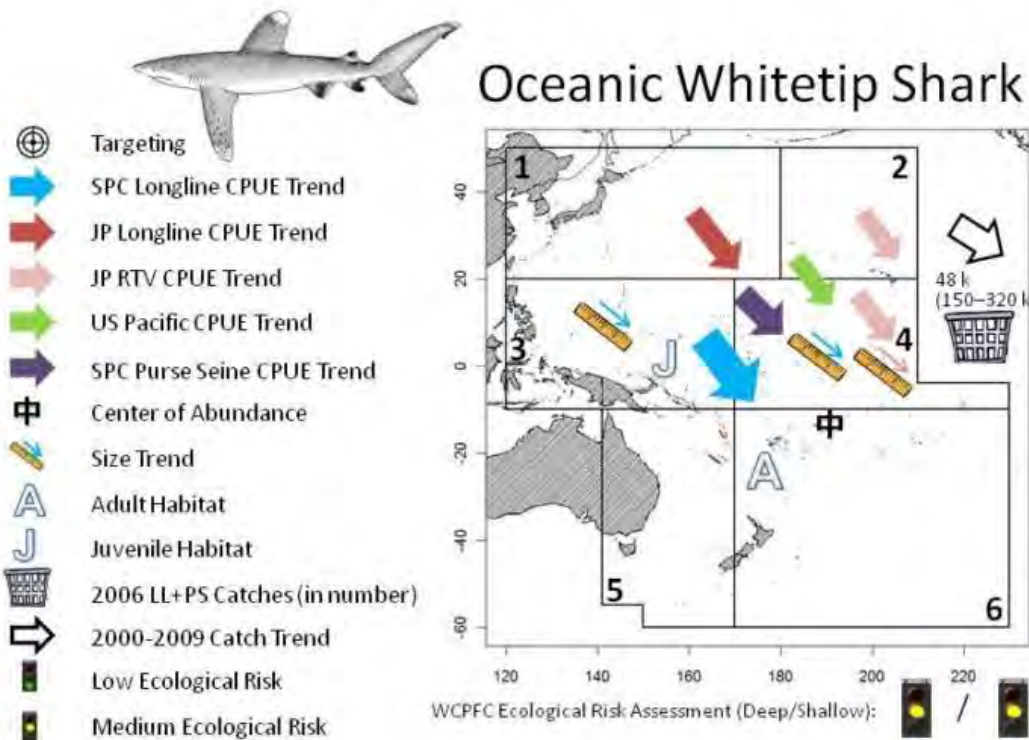 Oceanic Whitetip Shark
Targeting
SPC Longline CPUE Trend
JP Longline CPUE Trend
JP RTV CPUE Trend
US Pacific CPUE Trend
SPC Purse Seine CPUE Trend
Center of Abundance
Size Trend
A
Adult Habitat
J
Juvenile Habitat
2006 LL+PS Catches (in number)
2000-2009 Catch Trend
Low Ecological Risk
Medium Ecological Risk
1
2
3
4
5
6
J
A
中
48 k
(150–320 k
40
20
0
-20
-40
-60
120
140
160
180
200
220
WCPFC Ecological Risk Assessment (Deep/Shallow):
/